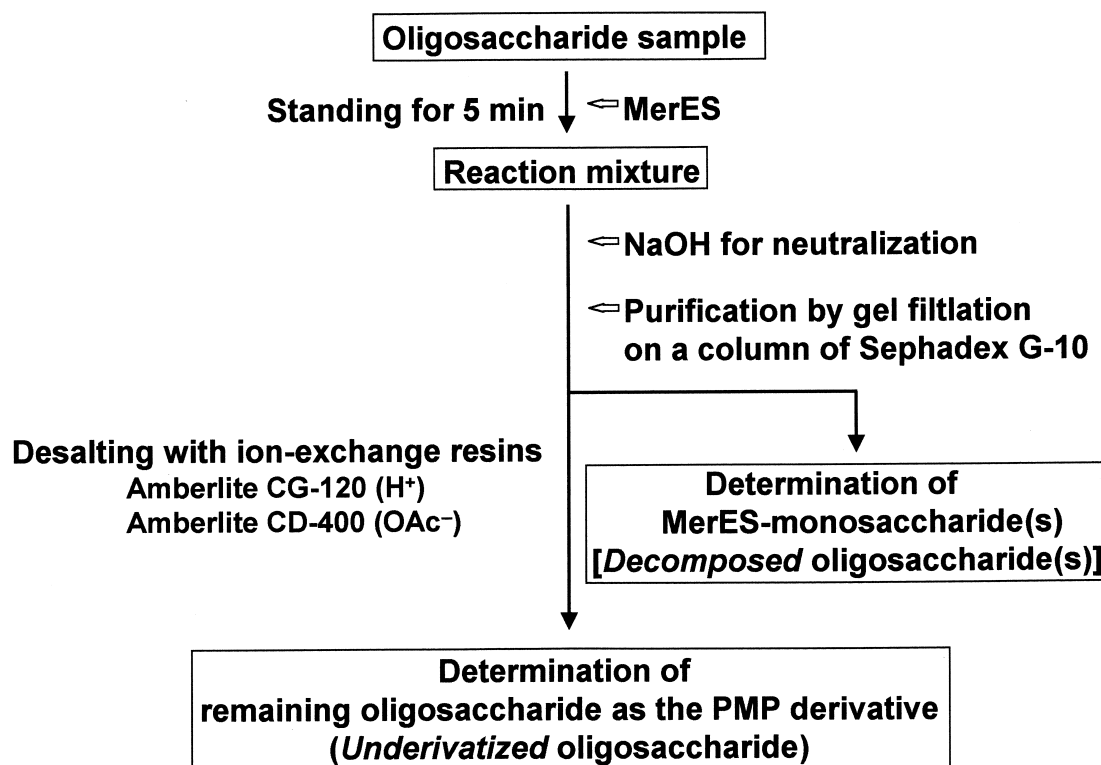 Oligosaccharide sample
Standing for 5 min
⇦ MerES
Reaction mixture
⇦ NaOH for neutralization
⇦ Purification by gel filtlation
on a column of Sephadex G-10
Desalting with ion-exchange resins
Amberlite CG-120 (H⁺)
Amberlite CD-400 (OAc⁻)
Determination of
MerES-monosaccharide(s)
[Decomposed oligosaccharide(s)]
Determination of
remaining oligosaccharide as the PMP derivative
(Underivatized oligosaccharide)